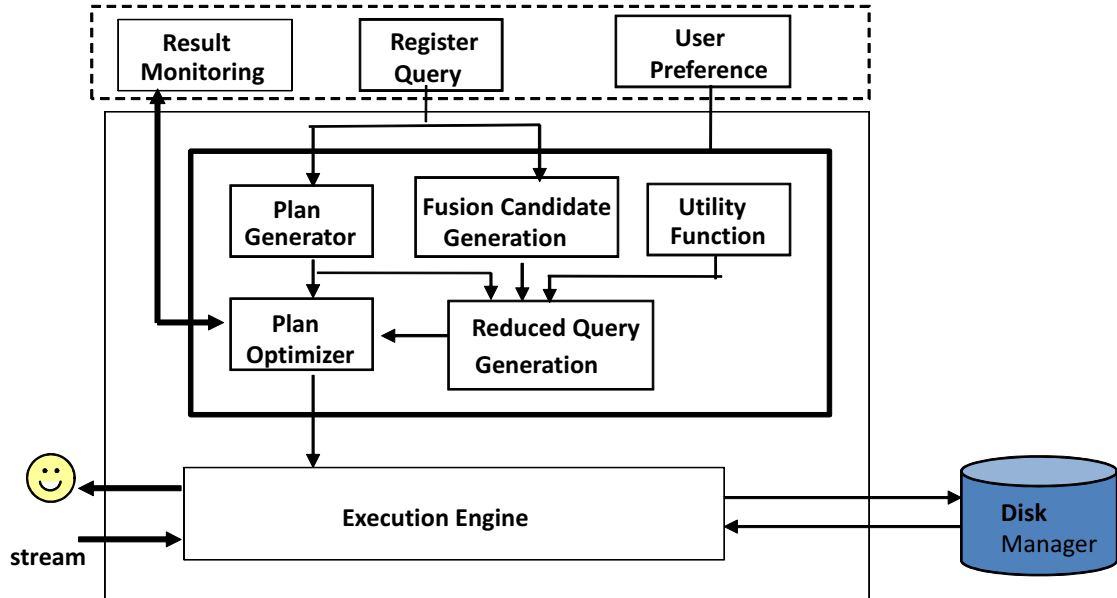 Result
Monitoring
Register
Query
User
Preference
Plan
Generator
Fusion Candidate
Generation
Utility
Function
Plan
Optimizer
Reduced Query
Generation
Execution Engine
stream
Disk
Manager